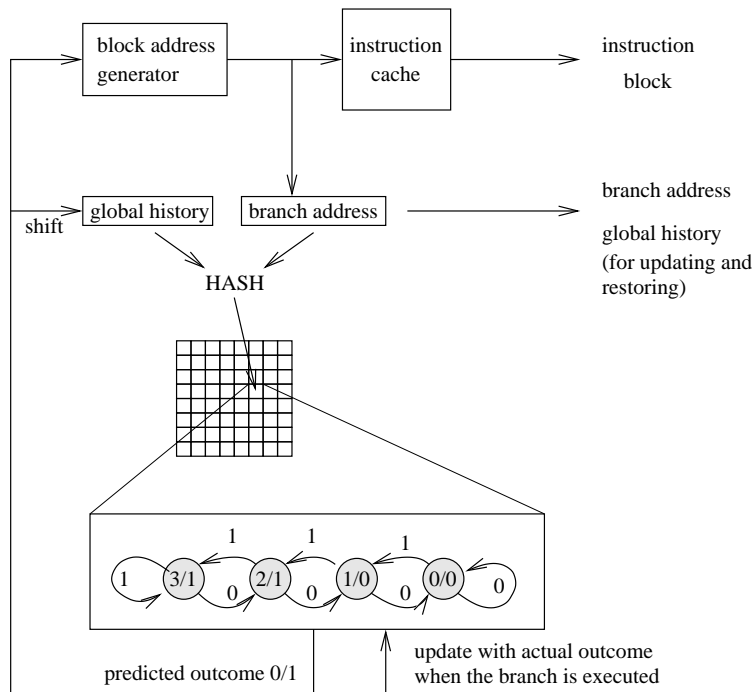 block address
generator
instruction
cache
instruction
block
global history
branch address
shift
branch address
global history
(for updating and
restoring)
HASH
1
1
1
1
3/1
2/1
1/0
0/0
0
0
0
0
predicted outcome 0/1
update with actual outcome
when the branch is executed